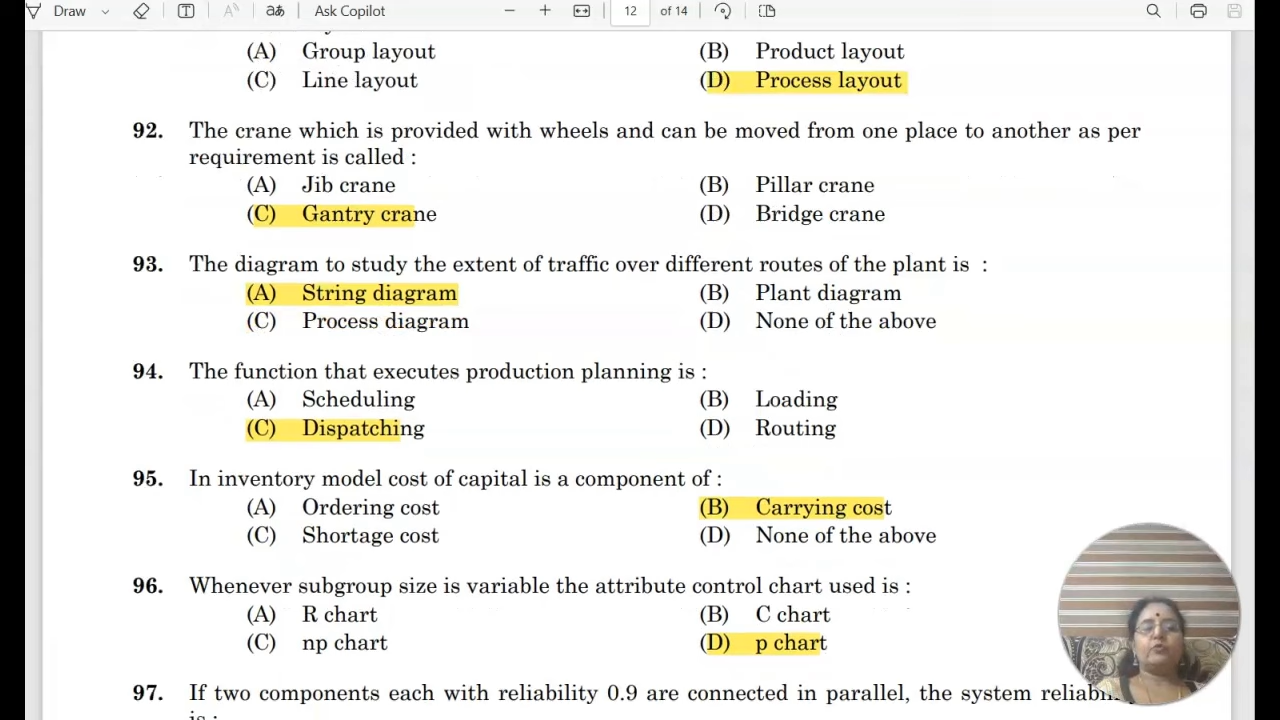 Draw
Ask Copilot
12 of 14
(A) Group layout (B) Product layout
(C) Line layout (D) Process layout
92. The crane which is provided with wheels and can be moved from one place to another as per
requirement is called :
(A) Jib crane (B) Pillar crane
(C) Gantry crane (D) Bridge crane
93. The diagram to study the extent of traffic over different routes of the plant is :
(A) String diagram (B) Plant diagram
(C) Process diagram (D) None of the above
94. The function that executes production planning is :
(A) Scheduling (B) Loading
(C) Dispatching (D) Routing
95. In inventory model cost of capital is a component of :
(A) Ordering cost (B) Carrying cost
(C) Shortage cost (D) None of the above
96. Whenever subgroup size is variable the attribute control chart used is :
(A) R chart (B) C chart
(C) np chart (D) p chart
97. If two components each with reliability 0.9 are connected in parallel, the system
is :